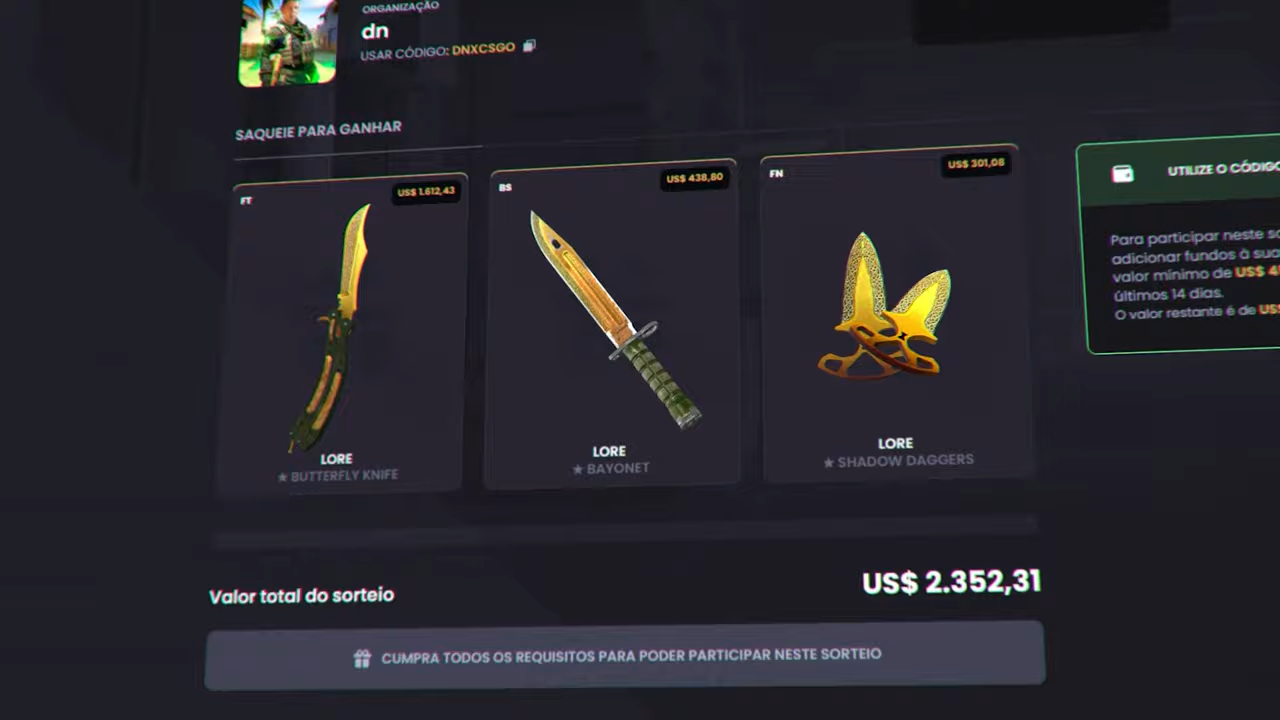 ORGANIZAÇÃO
dn
USAR CÓDIGO: DNXCSGO
SAQUEIE PARA GANHAR
FT
US$ 1.612,43
LORE
★ BUTTERFLY KNIFE
BS
US$ 438,80
LORE
★ BAYONET
FN
US$ 301,08
LORE
★ SHADOW DAGGERS
UTILIZE O CÓDIGO
Para participar neste
adicionar fundos à sua
valor mínimo de US$
últimos 14 dias.
O valor restante é de
Valor total do sorteio
US$ 2.352,31
CUMPRA TODOS OS REQUISITOS PARA PODER PARTICIPAR NESTE SORTEIO